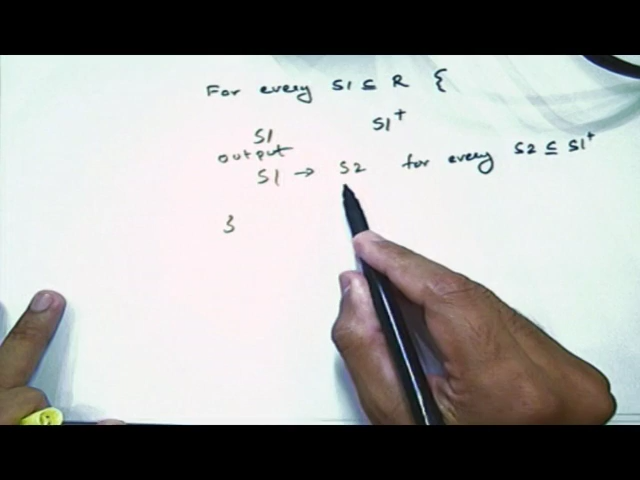 For every S1 ⊆ R {
S1 S1⁺
output
S1 → S2 for every S2 ⊆ S1⁺
}